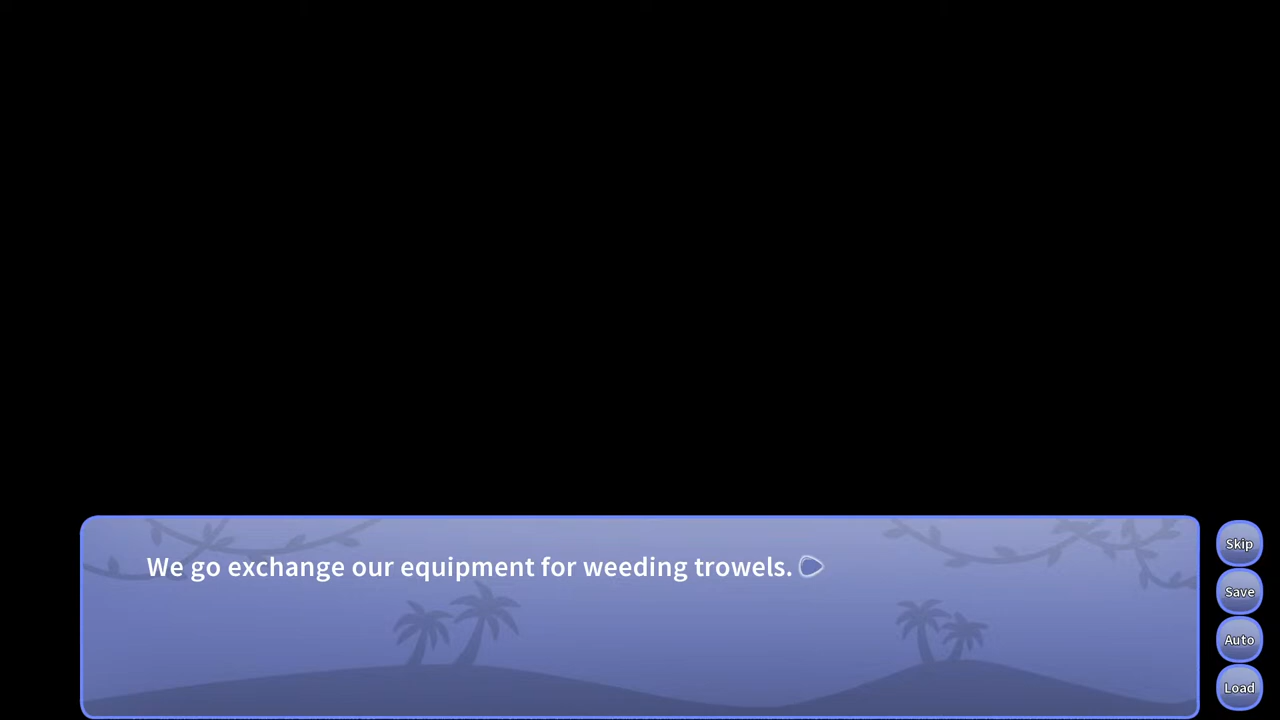 We go exchange our equipment for weeding trowels.
Skip
Save
Auto
Load